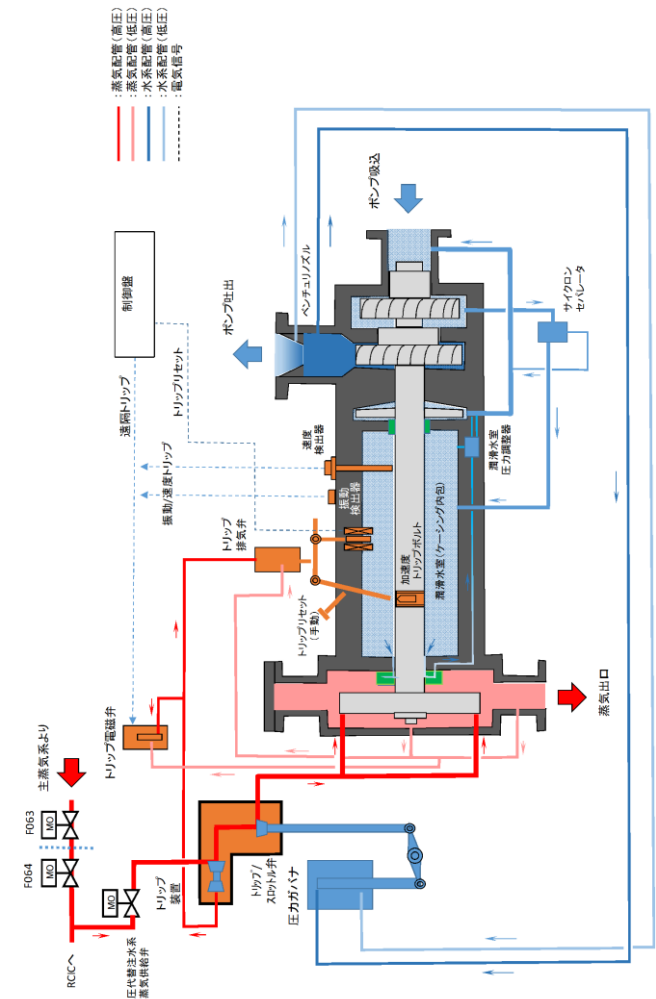 :蒸気配管(高圧)
:蒸気配管(低圧)
:水系配管(高圧)
:水系配管(低圧)
:電気信号
制御盤
遠隔トリップ
トリップリセット
振動/速度トリップ
ポンプ吐出
ベンチュリノズル
ポンプ吸込
サイクロン
セパレータ
速度
検出器
振動
検出器
トリップ
排気弁
トリップリセット
(手動)
加速度
トリップボルト
潤滑水室(ケーシング内包)
潤滑水室
圧力調整器
蒸気出口
トリップ電磁弁
主蒸気系より
F063
MO
F064
MO
MO
RCICへ
圧代替注水系
蒸気供給弁
トリップ
装置
トリップ/
スロットル弁
圧力ガバナ